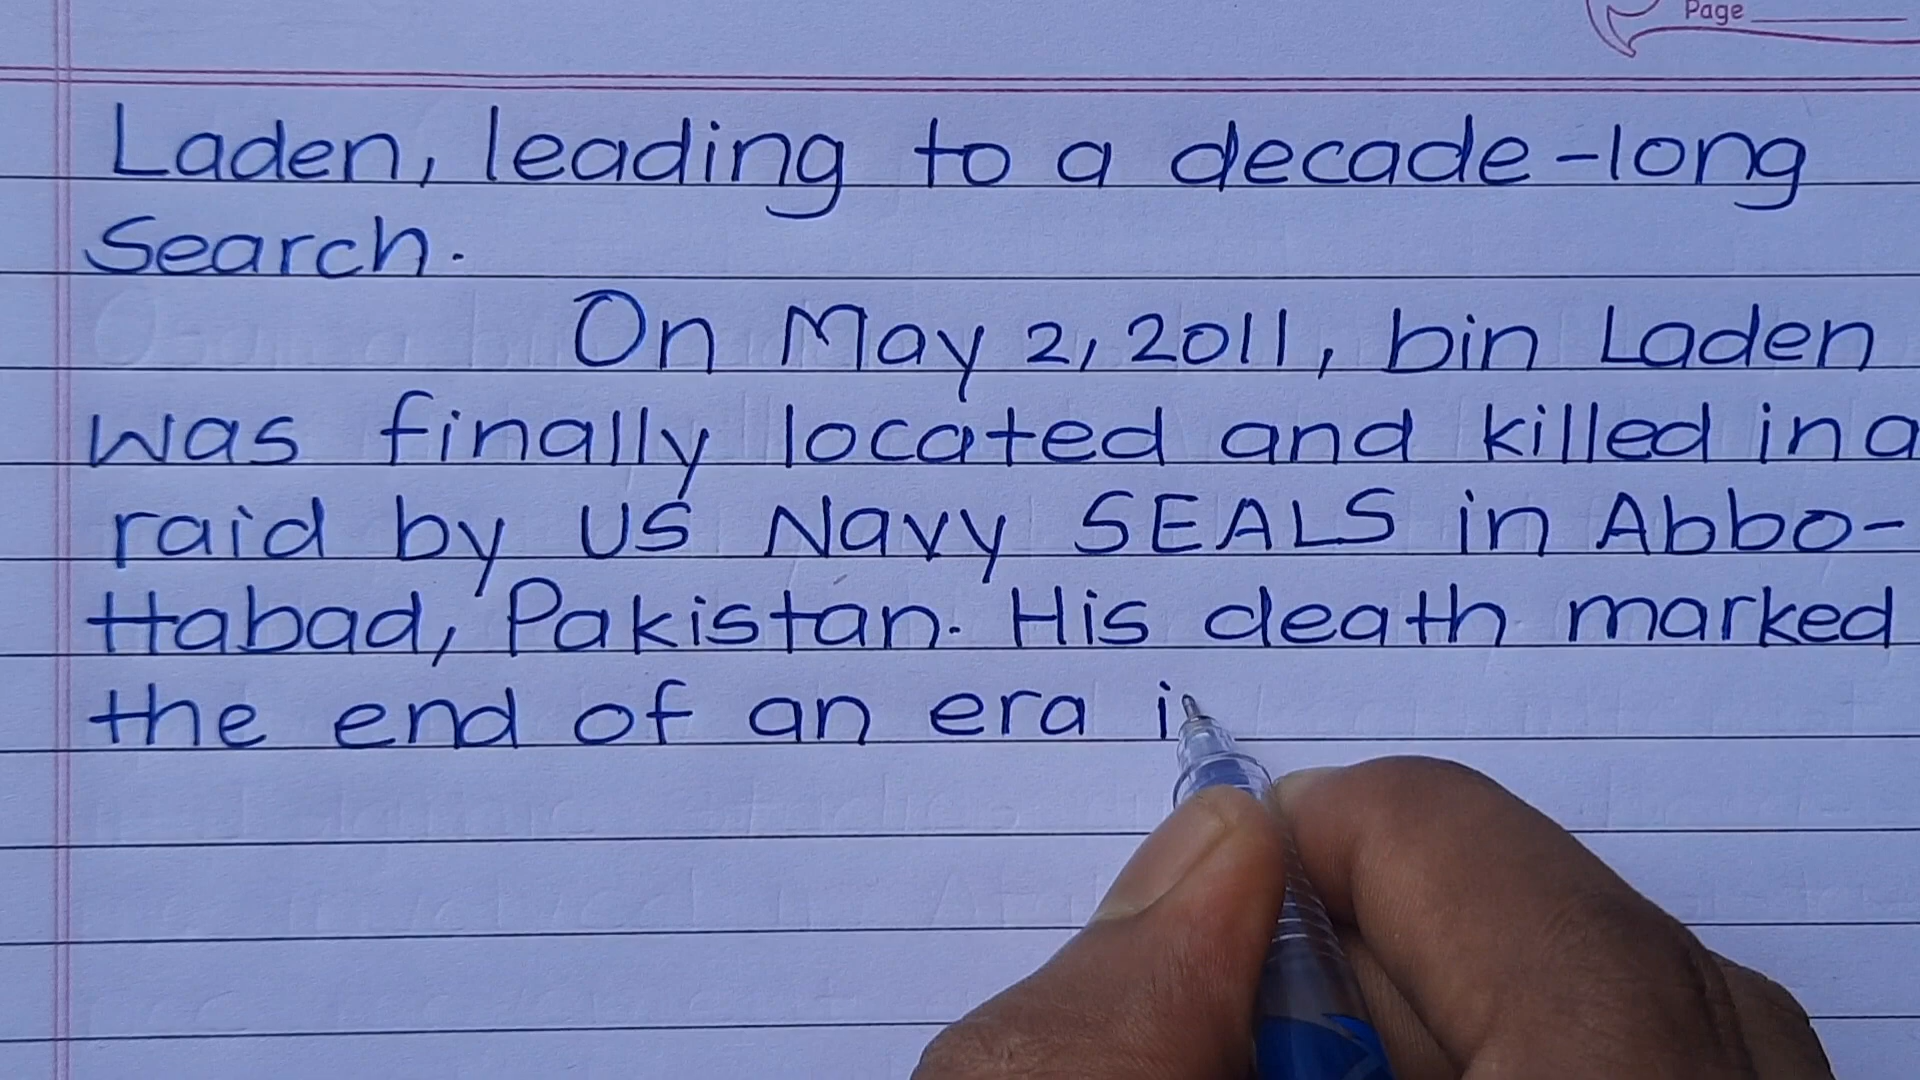 Page
Laden, leading to a decade-long
Search.
On May 2, 2011, bin Laden
was finally located and killed in a
raid by US Navy SEALS in Abbo-
ttabad, Pakistan. His death marked
the end of an era i